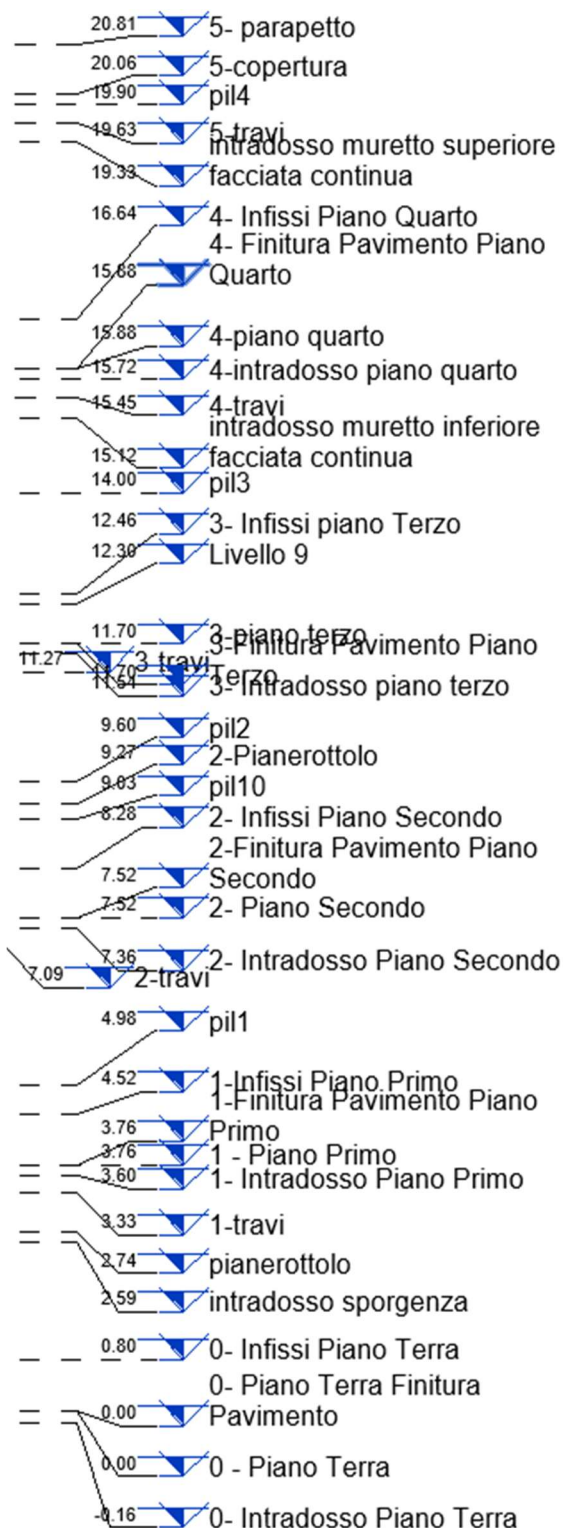 20.81 5- parapetto
20.06 5-copertura
19.90 pil4
19.63 5-travi
intradosso muretto superiore
19.33 facciata continua
16.64 4- Infissi Piano Quarto
4- Finitura Pavimento Piano
15.88 Quarto
15.88 4-piano quarto
15.72 4-intradosso piano quarto
15.45 4-travi
intradosso muretto inferiore
15.12 facciata continua
14.00 pil3
12.46 3- Infissi piano Terzo
12.30 Livello 9
11.70 3-piano terzo
3-Finitura Pavimento Piano
11.27 3-travi
11.70 Terzo
11.54 3- Intradosso piano terzo
9.60 pil2
9.27 2-Pianerottolo
9.03 pil10
8.28 2- Infissi Piano Secondo
2-Finitura Pavimento Piano
7.52 Secondo
7.52 2- Piano Secondo
7.36 2- Intradosso Piano Secondo
7.09 2-travi
4.98 pil1
4.52 1-Infissi Piano Primo
1-Finitura Pavimento Piano
3.76 Primo
3.76 1 - Piano Primo
3.60 1- Intradosso Piano Primo
3.33 1-travi
2.74 pianerottolo
2.59 intradosso sporgenza
0.80 0- Infissi Piano Terra
0- Piano Terra Finitura
0.00 Pavimento
0.00 0 - Piano Terra
-0.16 0- Intradosso Piano Terra